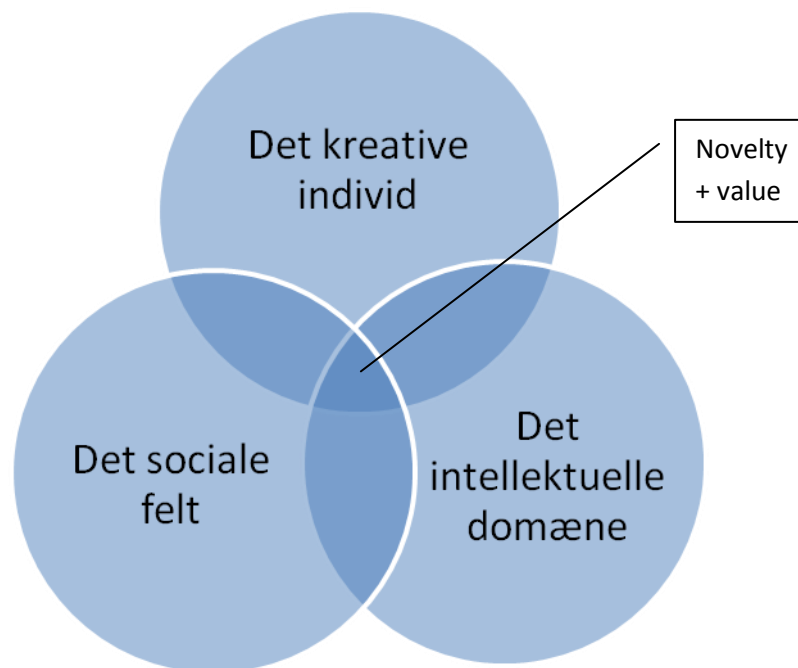 Det kreative
individ
Novelty
+ value
Det sociale
felt
Det
intellektuelle
domæne